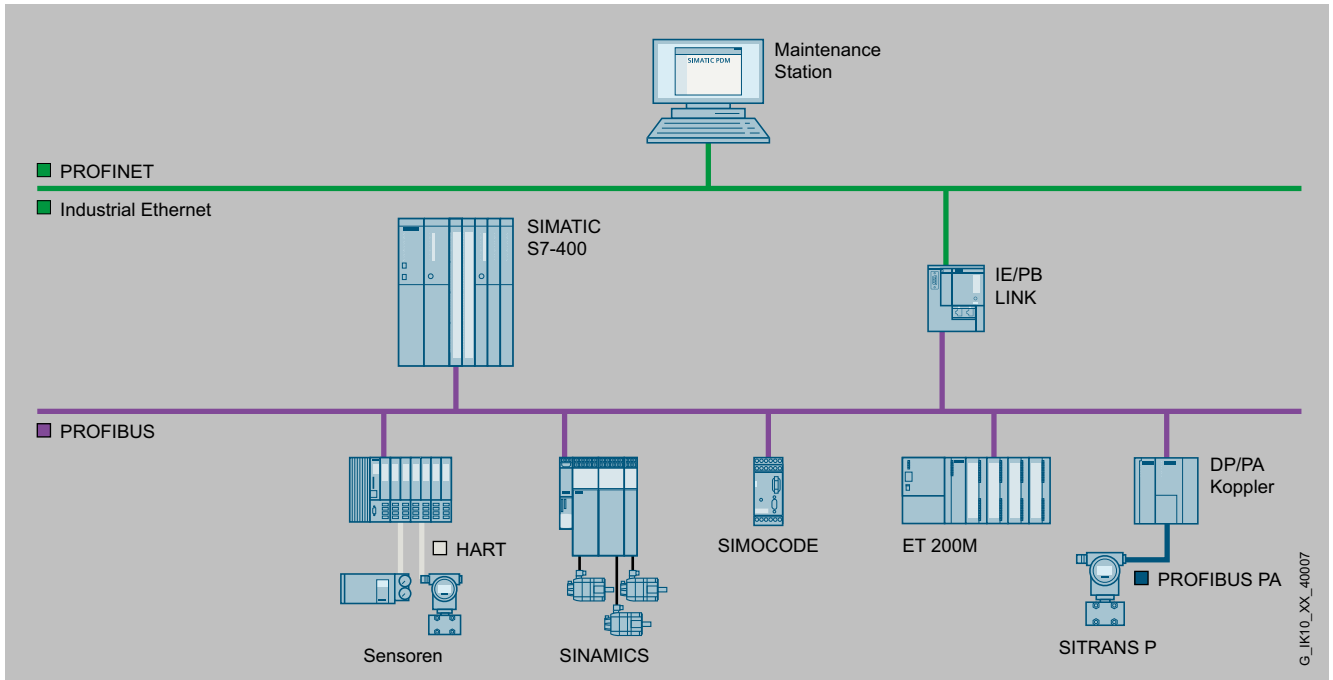 SIMATIC PDM
Maintenance
Station
PROFINET
Industrial Ethernet
SIMATIC
S7-400
IE/PB
LINK
PROFIBUS
DP/PA
Koppler
HART
SIMOCODE
ET 200M
PROFIBUS PA
Sensoren
SINAMICS
SITRANS P
G_IK10_XX_40007